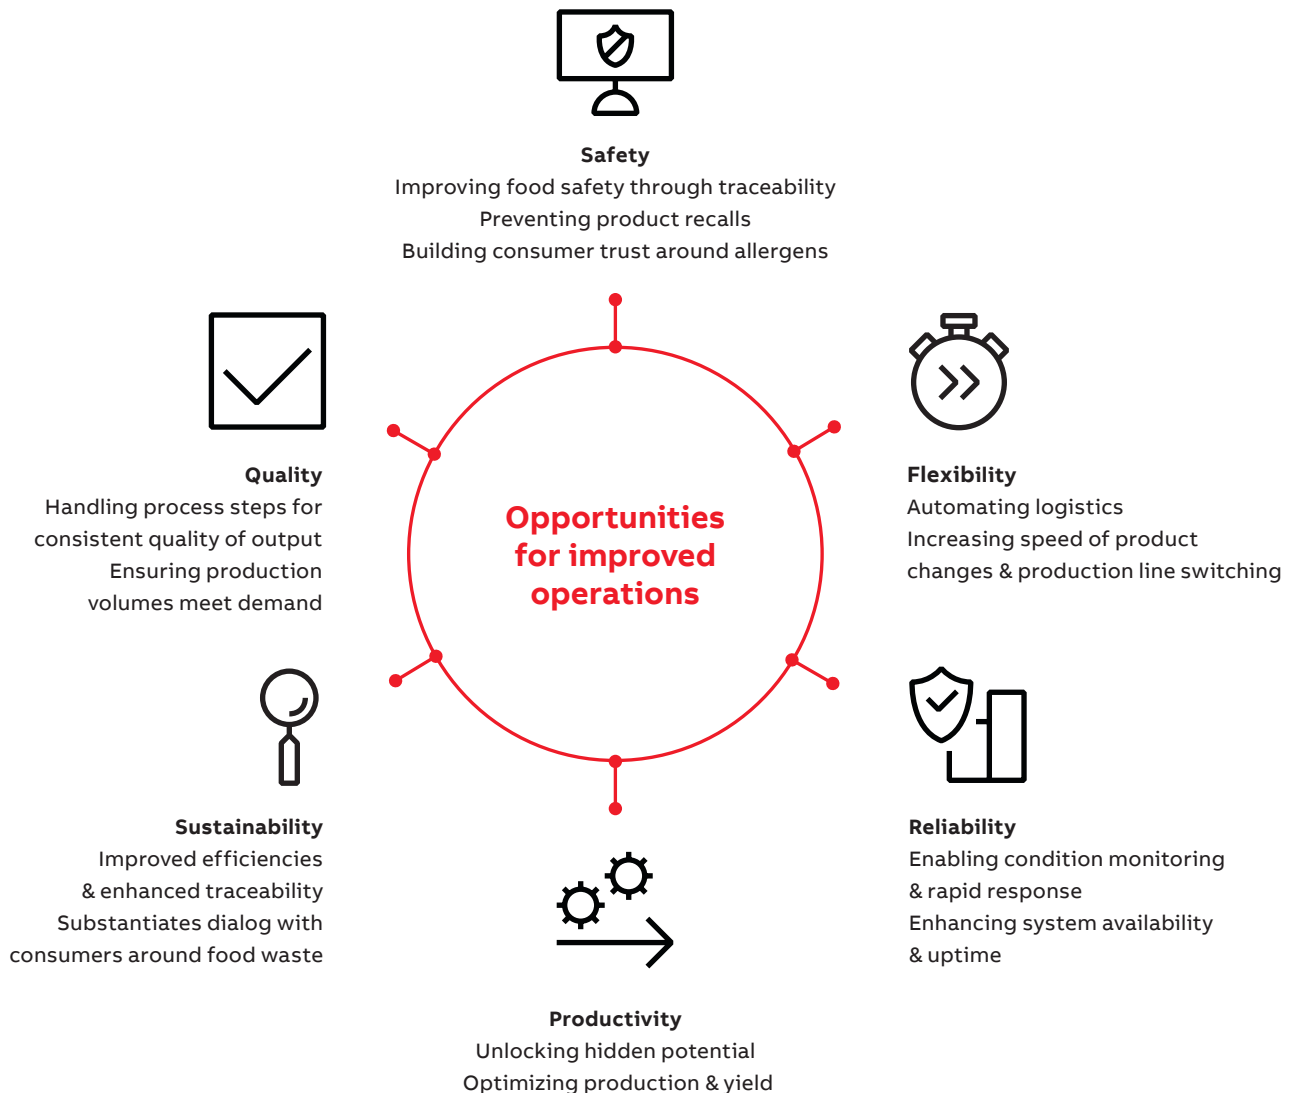 Safety
Improving food safety through traceability
Preventing product recalls
Building consumer trust around allergens
Quality
Handling process steps for
consistent quality of output
Ensuring production
volumes meet demand
Opportunities
for improved
operations
Flexibility
Automating logistics
Increasing speed of product
changes & production line switching
Sustainability
Improved efficiencies
& enhanced traceability
Substantiates dialog with
consumers around food waste
Reliability
Enabling condition monitoring
& rapid response
Enhancing system availability
& uptime
Productivity
Unlocking hidden potential
Optimizing production & yield